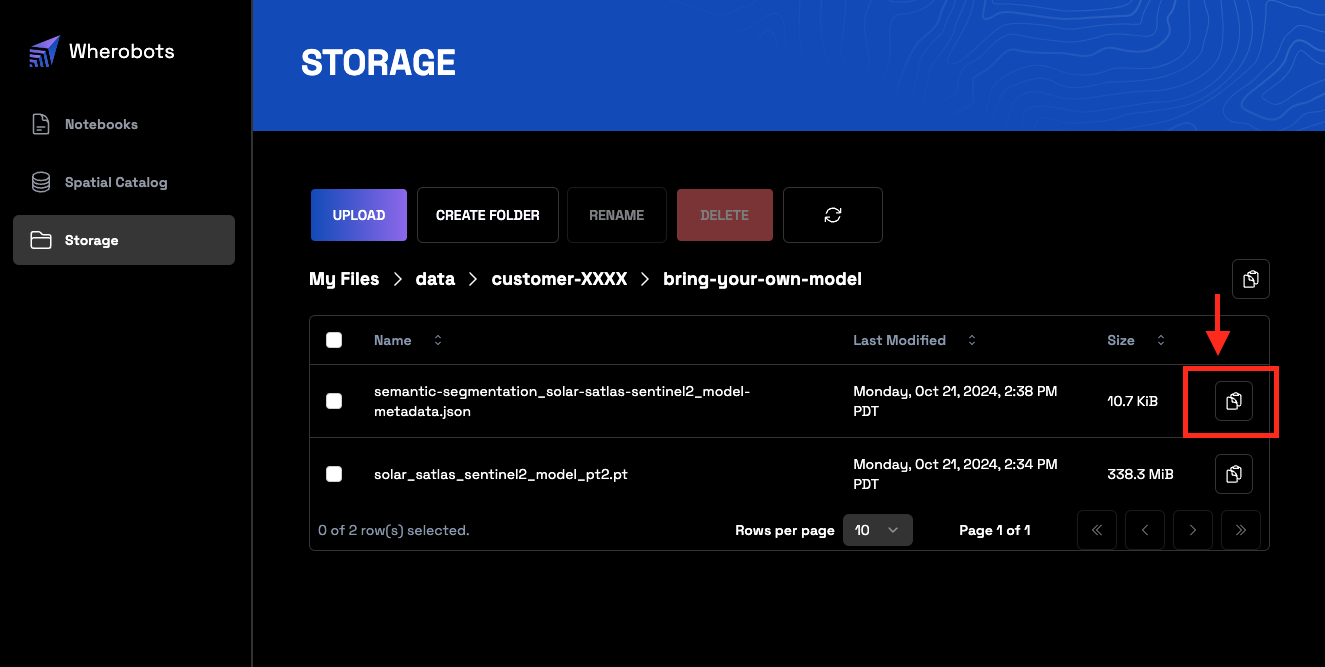 Wherobots
STORAGE
Notebooks
Spatial Catalog
Storage
UPLOAD
CREATE FOLDER
RENAME
DELETE
My Files > data > customer-XXXX > bring-your-own-model
Name
Last Modified
Size
semantic-segmentation_solar-satlas-sentinel2_model-
metadata.json
Monday, Oct 21, 2024, 2:38 PM
PDT
10.7 KiB
solar_satlas_sentinel2_model_pt2.pt
Monday, Oct 21, 2024, 2:34 PM
PDT
338.3 MiB
0 of 2 row(s) selected.
Rows per page
10
Page 1 of 1